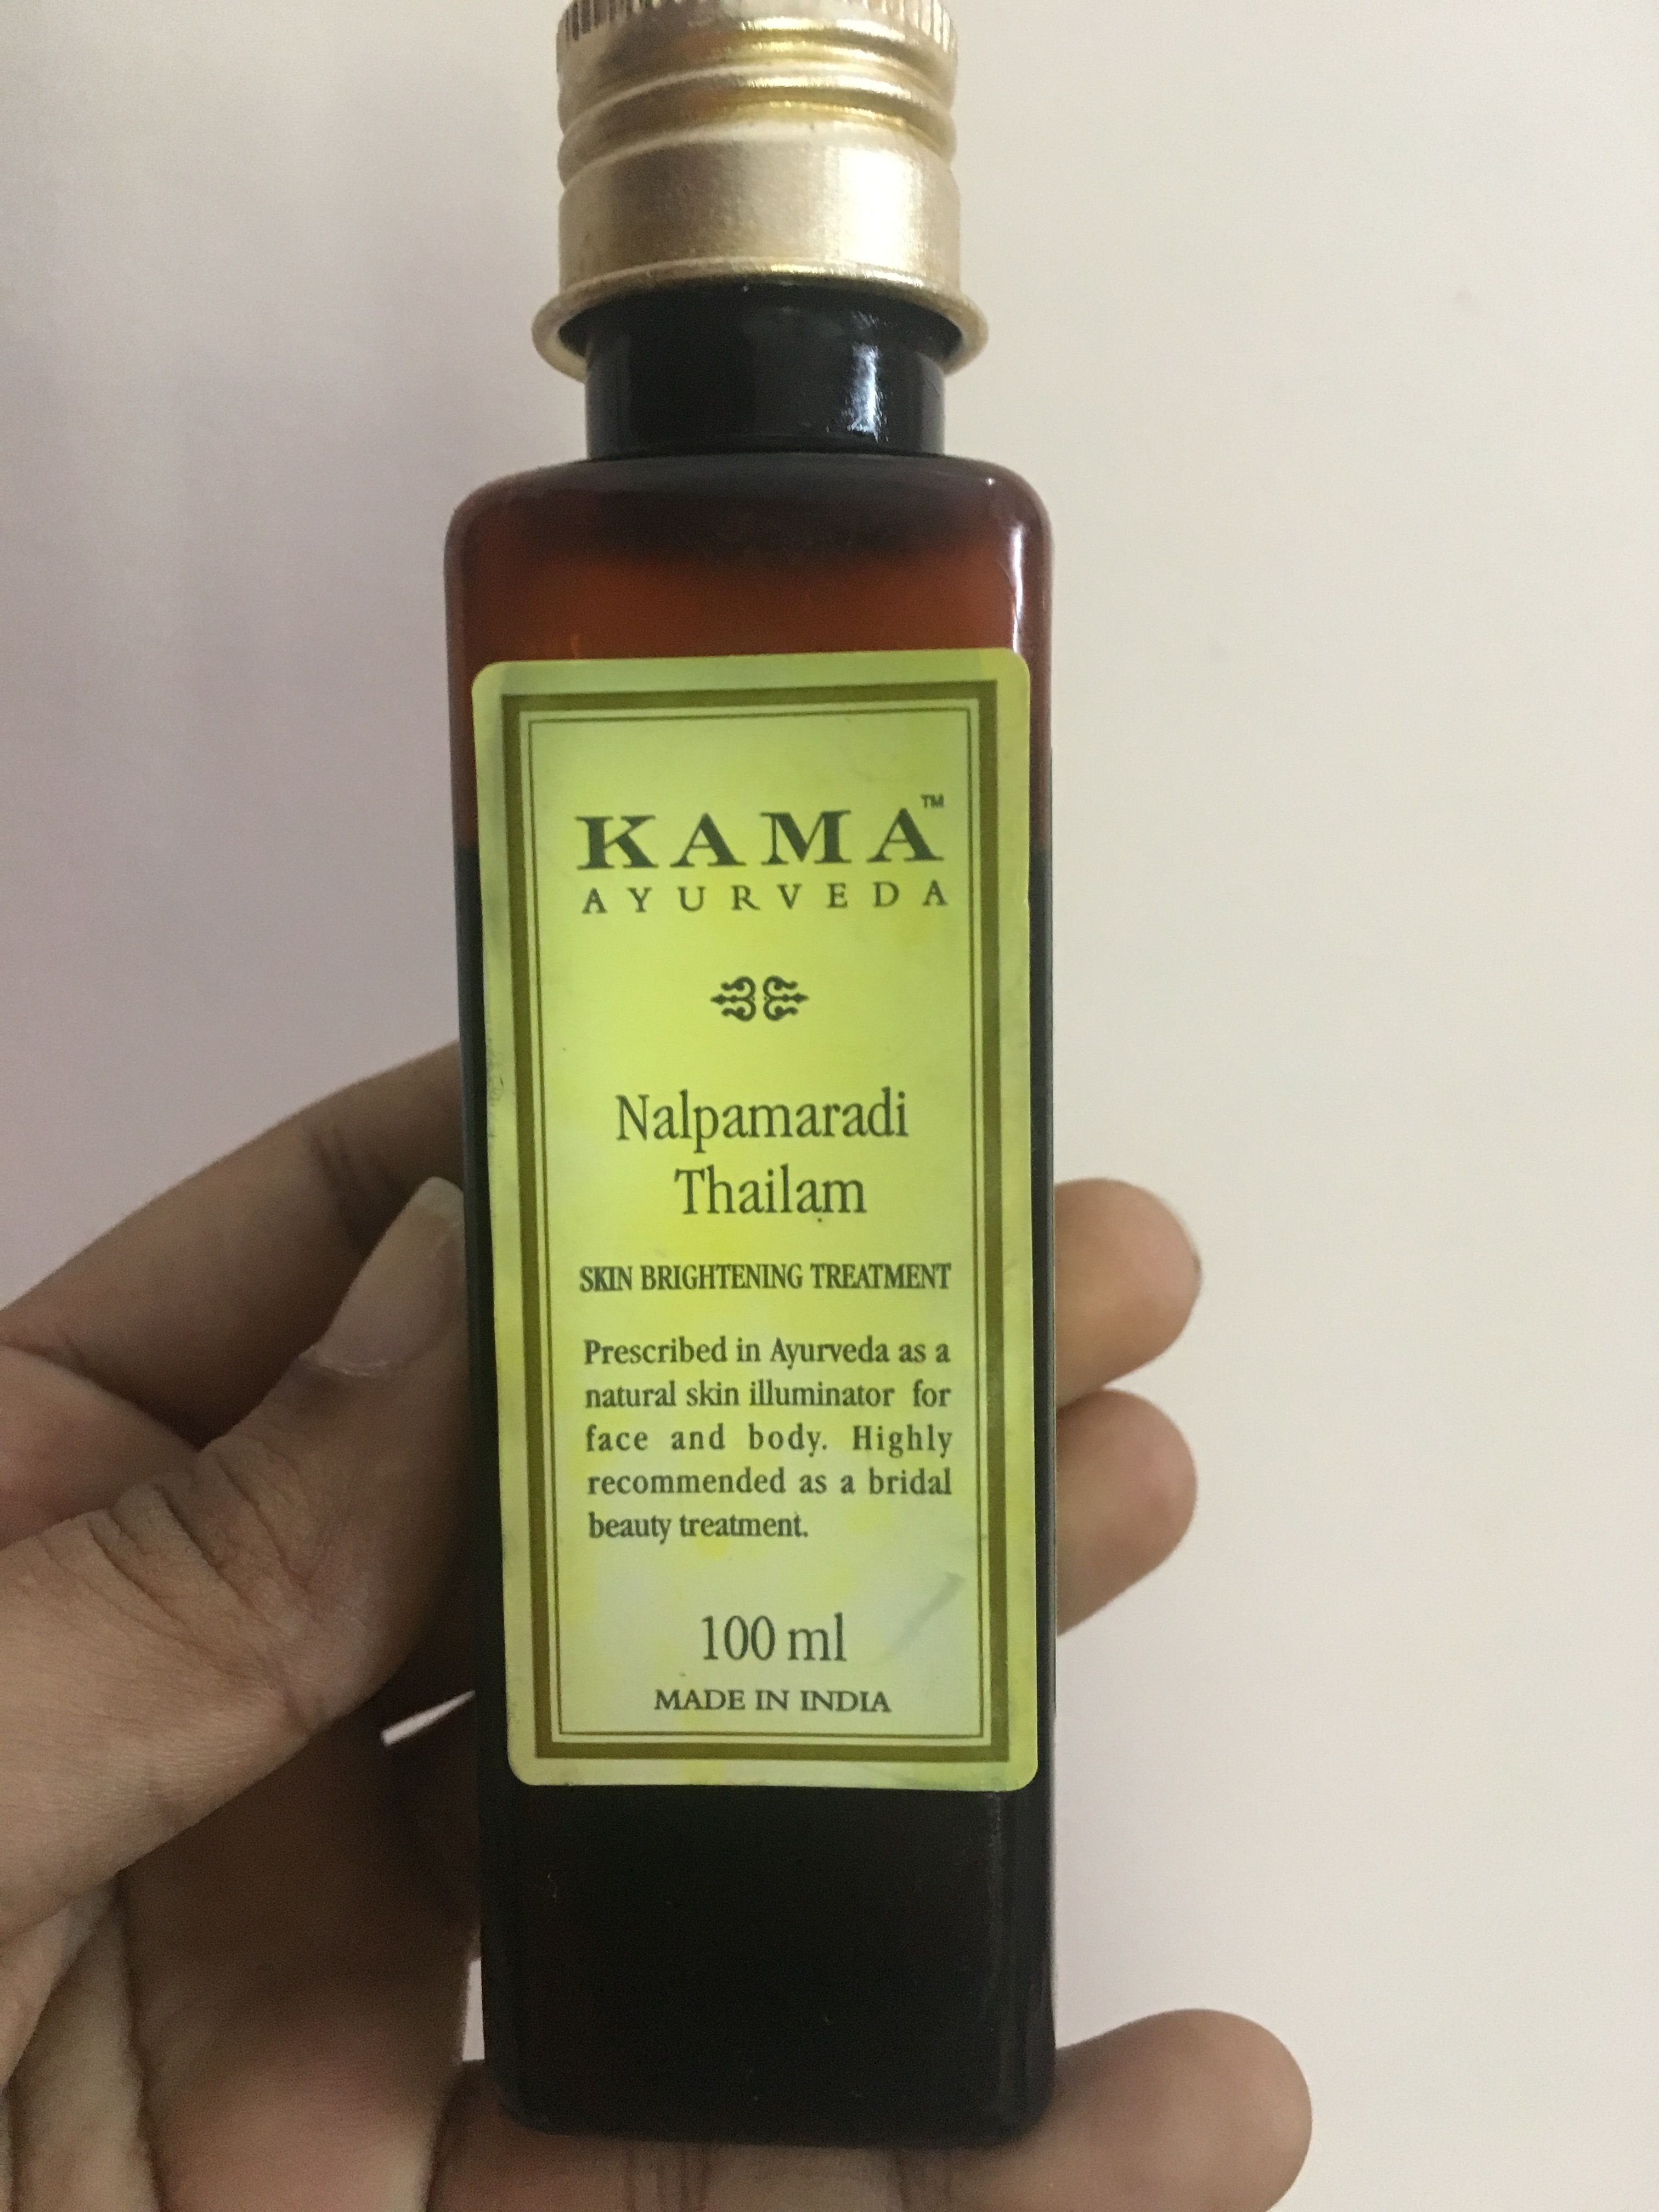 KAMA™
AYURVEDA
Nalpamaradi
Thailam
SKIN BRIGHTENING TREATMENT
Prescribed in Ayurveda as a
natural skin illuminator for
face and body. Highly
recommended as a bridal
beauty treatment.
100 ml
MADE IN INDIA